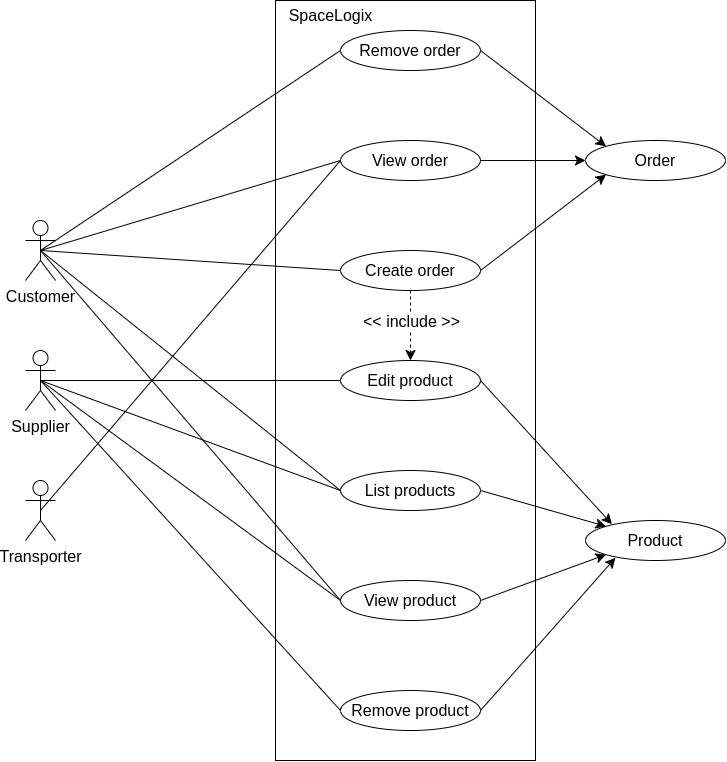 SpaceLogix
Remove order
View order
Order
Create order
Customer
<< include >>
Edit product
Supplier
List products
Product
Transporter
View product
Remove product